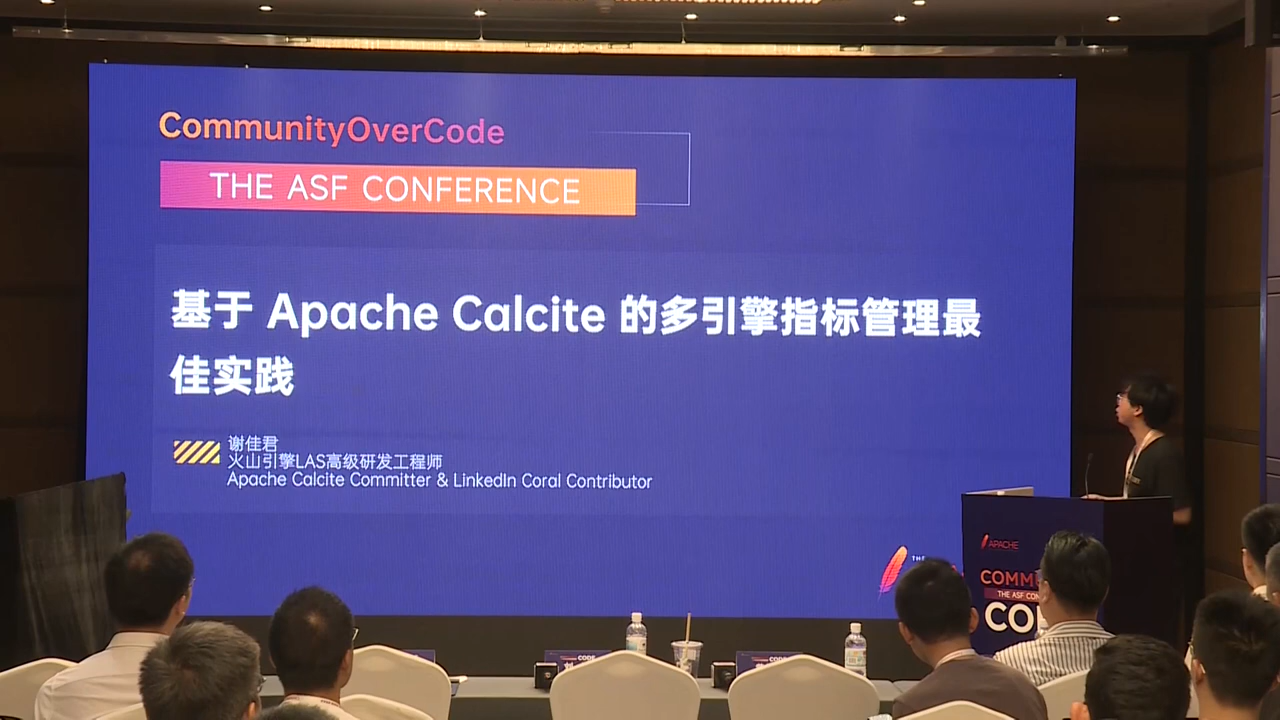 CommunityOverCode
THE ASF CONFERENCE
基于 Apache Calcite 的多引擎指标管理最
佳实践
谢佳君
火山引擎LAS高级研发工程师
Apache Calcite Committer & LinkedIn Coral Contributor
APACHE